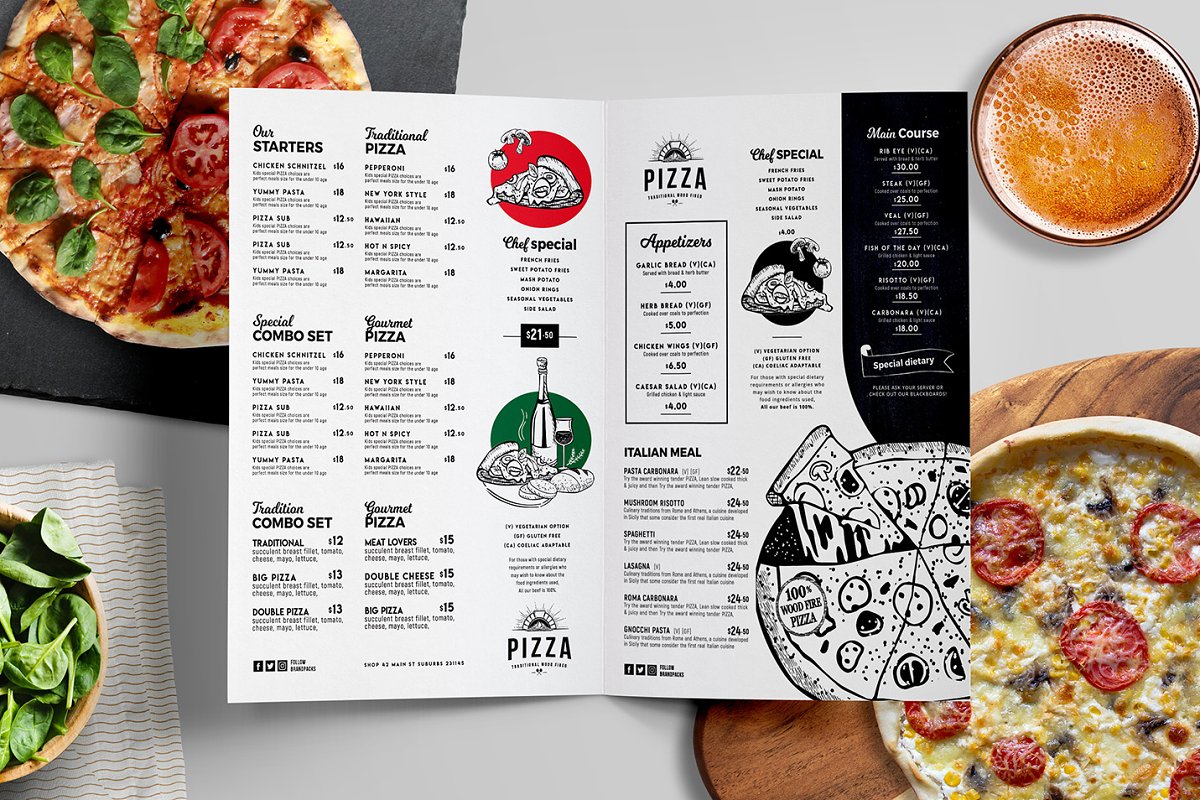 Our
STARTERS
CHICKEN SCHNITZEL $16
Kids special PIZZA choices are
perfect meals size for the under 10 age
YUMMY PASTA $18
Kids special PIZZA choices are
perfect meals size for the under 10 age
PIZZA SUB $12.50
Kids special PIZZA choices are
perfect meals size for the under 10 age
PIZZA SUB $12.50
Kids special PIZZA choices are
perfect meals size for the under 10 age
YUMMY PASTA $18
Kids special PIZZA choices are
perfect meals size for the under 10 age
Special
COMBO SET
CHICKEN SCHNITZEL $16
Kids special PIZZA choices are
perfect meals size for the under 10 age
YUMMY PASTA $18
Kids special PIZZA choices are
perfect meals size for the under 10 age
PIZZA SUB $12.50
Kids special PIZZA choices are
perfect meals size for the under 10 age
PIZZA SUB $12.50
Kids special PIZZA choices are
perfect meals size for the under 10 age
YUMMY PASTA $18
Kids special PIZZA choices are
perfect meals size for the under 10 age
Tradition
COMBO SET
TRADITIONAL $12
succulent breast fillet, tomato,
cheese, mayo, lettuce,
BIG PIZZA $13
succulent breast fillet, tomato,
cheese, mayo, lettuce,
DOUBLE PIZZA $13
succulent breast fillet, tomato,
cheese, mayo, lettuce,
FOLLOW
BRANDPACKS
Traditional
PIZZA
PEPPERONI $16
Kids special PIZZA choices are
perfect meals size for the under 10 age
NEW YORK STYLE $18
Kids special PIZZA choices are
perfect meals size for the under 10 age
HAWAIIAN $12.50
Kids special PIZZA choices are
perfect meals size for the under 10 age
HOT N SPICY $12.50
Kids special PIZZA choices are
perfect meals size for the under 10 age
MARGARITA $18
Kids special PIZZA choices are
perfect meals size for the under 10 age
Gourmet
PIZZA
PEPPERONI $16
Kids special PIZZA choices are
perfect meals size for the under 10 age
NEW YORK STYLE $18
Kids special PIZZA choices are
perfect meals size for the under 10 age
HAWAIIAN $12.50
Kids special PIZZA choices are
perfect meals size for the under 10 age
HOT N SPICY $12.50
Kids special PIZZA choices are
perfect meals size for the under 10 age
MARGARITA $18
Kids special PIZZA choices are
perfect meals size for the under 10 age
Gourmet
PIZZA
MEAT LOVERS $15
succulent breast fillet, tomato,
cheese, mayo, lettuce,
DOUBLE CHEESE $15
succulent breast fillet, tomato,
cheese, mayo, lettuce,
BIG PIZZA $15
succulent breast fillet, tomato,
cheese, mayo, lettuce,
SHOP 42 MAIN ST SUBURBS 23114S
Chef special
FRENCH FRIES
SWEET POTATO FRIES
MASH POTATO
ONION RINGS
SEASONAL VEGETABLES
SIDE SALAD
$21.50
(V) VEGETARIAN OPTION
(GF) GLUTEN FREE
(CA) COELIAC ADAPTABLE
For those with special dietary
requirements or allergies who
may wish to know about the
food ingredients used,
All our beef is 100%.
PIZZA
TRADITIONAL WOOD FIRED
PIZZA
TRADITIONAL WOOD FIRED
Appetizers
GARLIC BREAD (V)(CA)
Served with bread & herb butter
$4.00
HERB BREAD (V)(GF)
Cooked over coals to perfection
$5.00
CHICKEN WINGS (V)(GF)
Cooked over coals to perfection
$6.50
CAESAR SALAD (V)(CA)
Grilled chicken & light sauce
$4.00
Chef SPECIAL
FRENCH FRIES
SWEET POTATO FRIES
MASH POTATO
ONION RINGS
SEASONAL VEGETABLES
SIDE SALAD
$4.00
(V) VEGETARIAN OPTION
(GF) GLUTEN FREE
(CA) COELIAC ADAPTABLE
For those with special dietary
requirements or allergies who
may wish to know about the
food ingredients used,
All our beef is 100%.
Main Course
RIB EYE (V)(CA)
Served with bread & herb butter
$30.00
STEAK (V)(GF)
Cooked over coals to perfection
$25.00
VEAL (V)(GF)
Cooked over coals to perfection
$27.50
FISH OF THE DAY (V)(CA)
Grilled chicken & light sauce
$20.00
RISOTTO (V)(GF)
Cooked over coals to perfection
$18.50
CARBONARA (V)(CA)
Grilled chicken & light sauce
$18.00
Special dietary
PLEASE ASK YOUR SERVER OR
CHECK OUT OUR BLACKBOARDS!
ITALIAN MEAL
PASTA CARBONARA (V) (GF) $22.50
Try the award winning tender PIZZA, Lean slow cooked thick
& juicy and then Try the award winning tender PIZZA,
MUSHROOM RISOTTO $24.50
Culinary traditions from Rome and Athens, a cuisine developed
in Sicily that some consider the first real Italian cuisine
SPAGHETTI $24.50
Try the award winning tender PIZZA, Lean slow cooked thick
& juicy and then Try the award winning tender PIZZA,
LASAGNA (V) $24.50
Culinary traditions from Rome and Athens, a cuisine developed
in Sicily that some consider the first real Italian cuisine
ROMA CARBONARA $24.50
Try the award winning tender PIZZA, Lean slow cooked thick
& juicy and then Try the award winning tender PIZZA,
GNOCCHI PASTA (V) (GF) $24.50
Culinary traditions from Rome and Athens, a cuisine developed
in Sicily that some consider the first real Italian cuisine
FOLLOW
BRANDPACKS
100%
WOOD FIRE
PIZZA